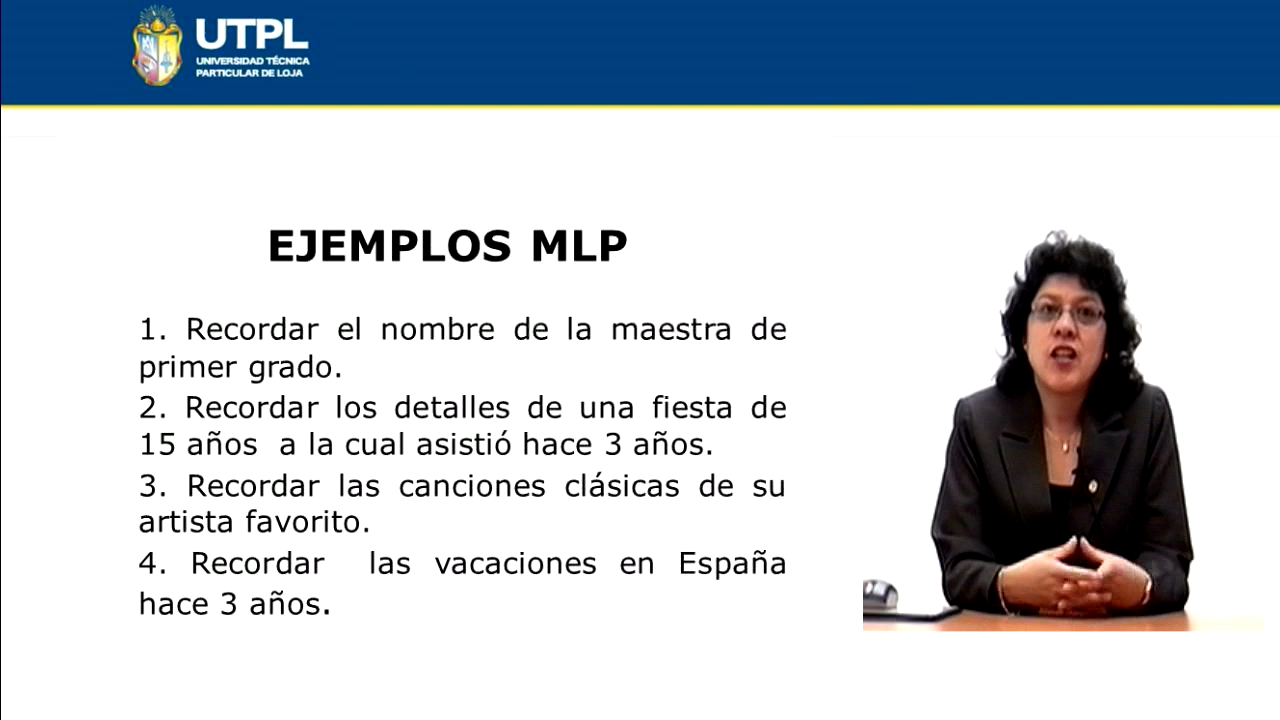 UTPL
UNIVERSIDAD TÉCNICA
PARTICULAR DE LOJA
EJEMPLOS MLP
1. Recordar el nombre de la maestra de
primer grado.
2. Recordar los detalles de una fiesta de
15 años a la cual asistió hace 3 años.
3. Recordar las canciones clásicas de su
artista favorito.
4. Recordar las vacaciones en España
hace 3 años.